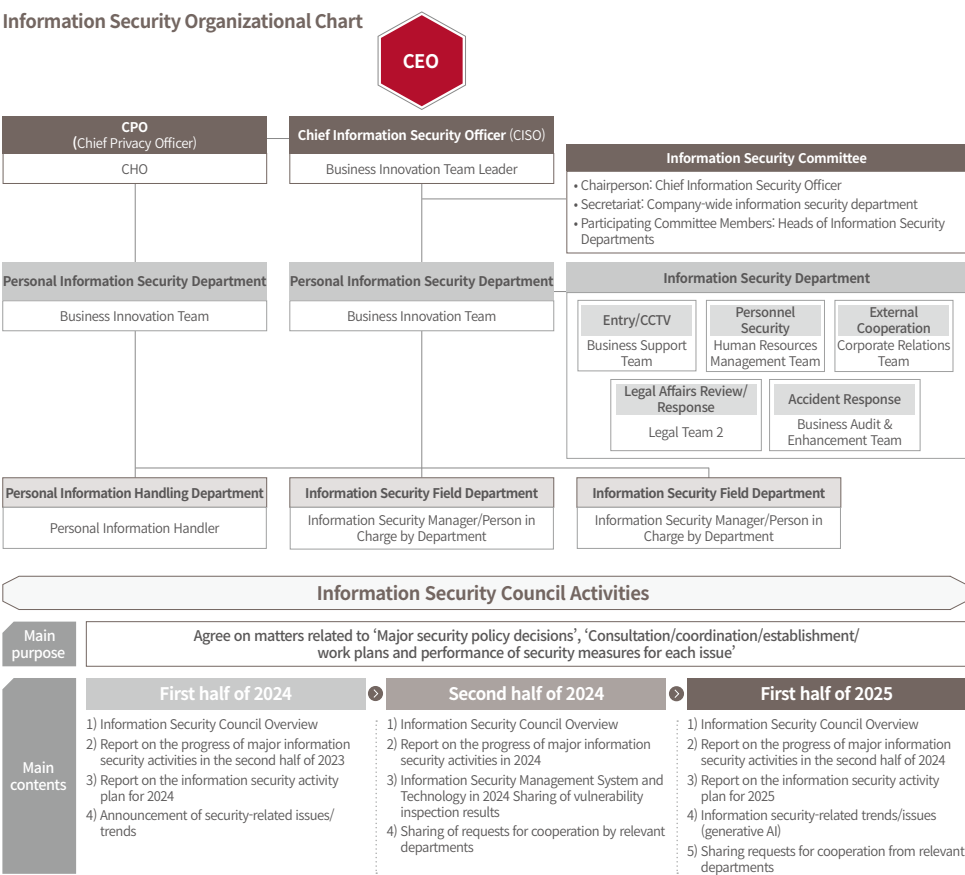 Information Security Organizational Chart
CEO
CPO
(Chief Privacy Officer)
CHO
Chief Information Security Officer (CISO)
Business Innovation Team Leader
Information Security Committee
• Chairperson: Chief Information Security Officer
• Secretariat: Company-wide information security department
• Participating Committee Members: Heads of Information Security
Departments
Personal Information Security Department
Business Innovation Team
Personal Information Security Department
Business Innovation Team
Information Security Department
Entry/CCTV
Business Support
Team
Personnel
Security
Human Resources
Management Team
External
Cooperation
Corporate Relations
Team
Legal Affairs Review/
Response
Legal Team 2
Accident Response
Business Audit &
Enhancement Team
Personal Information Handling Department
Personal Information Handler
Information Security Field Department
Information Security Manager/Person in
Charge by Department
Information Security Field Department
Information Security Manager/Person in
Charge by Department
Information Security Council Activities
Main
purpose
Agree on matters related to ‘Major security policy decisions’, ‘Consultation/coordination/establishment/
work plans and performance of security measures for each issue’
Main
contents
First half of 2024
1) Information Security Council Overview
2) Report on the progress of major information
security activities in the second half of 2023
3) Report on the information security activity
plan for 2024
4) Announcement of security-related issues/
trends
Second half of 2024
1) Information Security Council Overview
2) Report on the progress of major information
security activities in 2024
3) Information Security Management System and
Technology in 2024 Sharing of vulnerability
inspection results
4) Sharing of requests for cooperation by relevant
departments
First half of 2025
1) Information Security Council Overview
2) Report on the progress of major information
security activities in the second half of 2024
3) Report on the information security activity
plan for 2025
4) Information security-related trends/issues
(generative AI)
5) Sharing requests for cooperation from relevant
departments